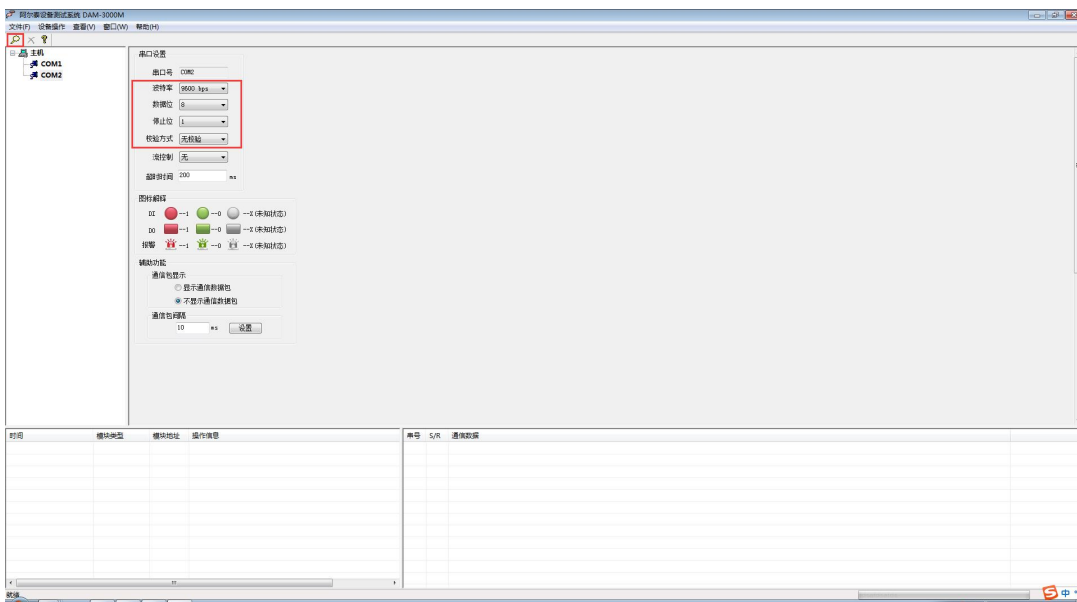 阿尔泰设备测试系统 DAM-3000M
文件(F) 设备操作 查看(V) 窗口(W) 帮助(H)
主机
COM1
COM2
串口设置
串口号 COM2
波特率 9600 bps
数据位 8
停止位 1
校验方式 无校验
流控制 无
超时时间 200 ms
图标解释
DI --1 --0 --X(未知状态)
DO --1 --0 --X(未知状态)
报警 --1 --0 --X(未知状态)
辅助功能
通信包显示
显示通信数据包
不显示通信数据包
通信包间隔
10 ms 设置
时间 模块类型 模块地址 操作信息
串号 S/R 通信数据
就绪
中